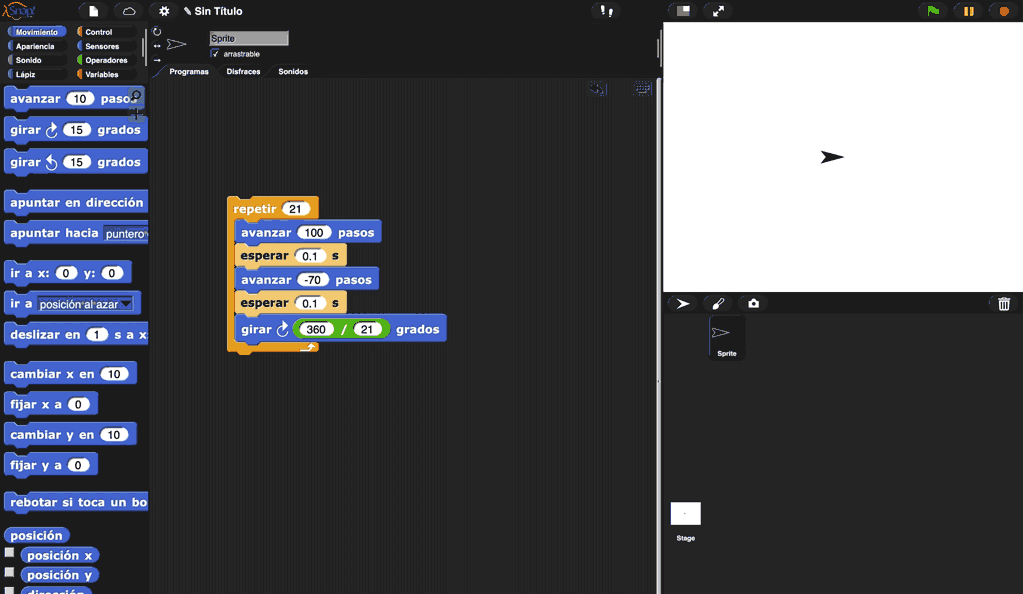 Snap!
Sin Título
Movimiento
Control
Apariencia
Sensores
Sonido
Operadores
Lápiz
Variables
Sprite
arrastrable
Programas
Disfraces
Sonidos
avanzar 10 pasos
girar 15 grados
girar 15 grados
apuntar en dirección
apuntar hacia puntero
ir a x: 0 y: 0
ir a posición al azar
deslizar en 1 s a x
cambiar x en 10
fijar x a 0
cambiar y en 10
fijar y a 0
rebotar si toca un bo
posición
posición x
posición y
dirección
repetir 21
avanzar 100 pasos
esperar 0.1 s
avanzar -70 pasos
esperar 0.1 s
girar 360 / 21 grados
Sprite
Stage